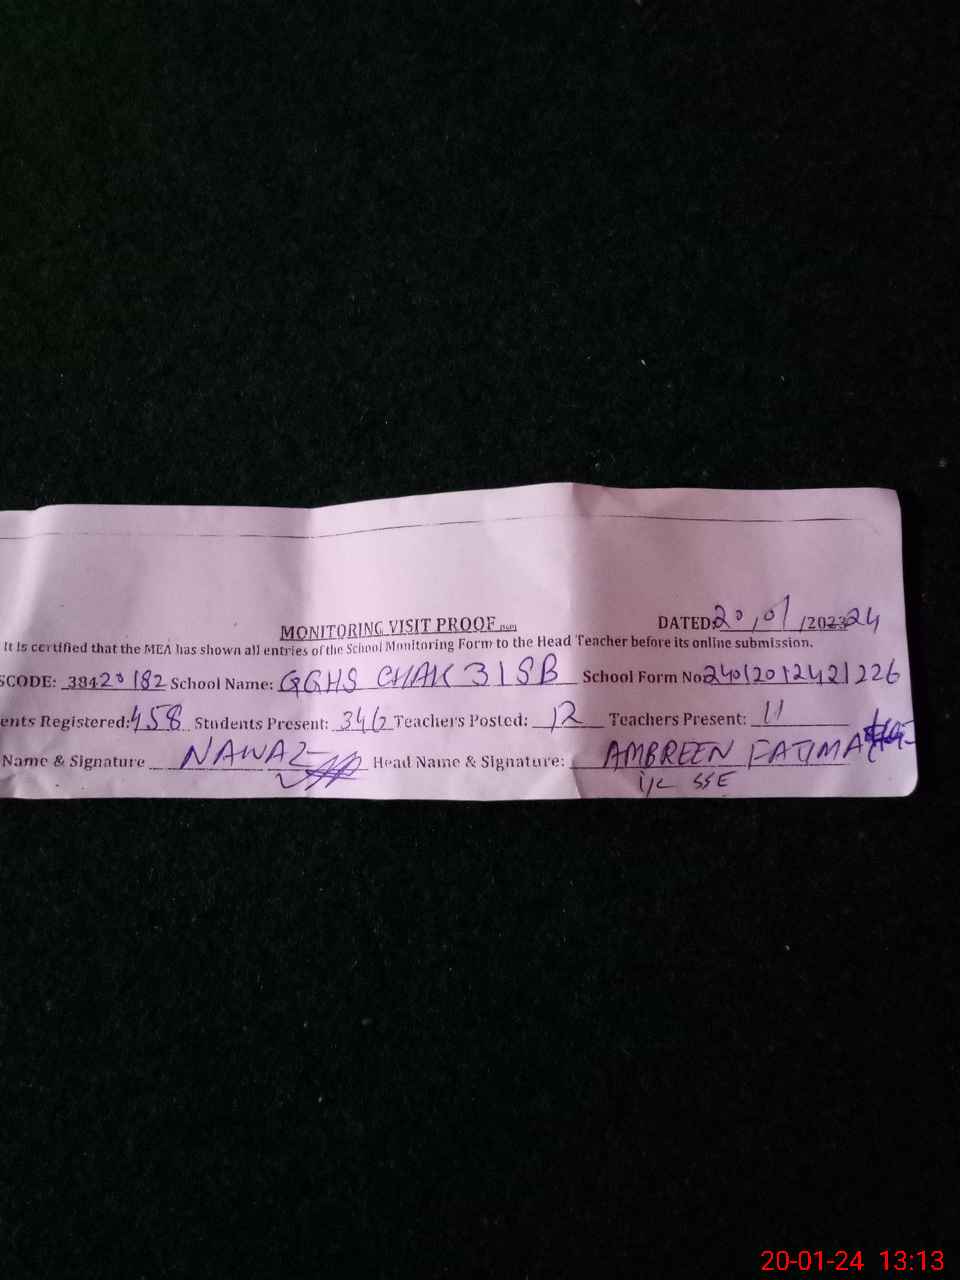 MONITORING VISIT PROOF
DATED: 20/01/202324
It is certified that the MEA has shown all entries of the School Monitoring Form to the Head Teacher before its online submission.
SCODE: 38420182 School Name: GGHS CHAK 31SB School Form No 24012012421226
ents Registered: 458 Students Present: 346 Teachers Posted: 12 Teachers Present: 11
Name & Signature NAWAZ Head Name & Signature: AMBREEN FATIMA
i/c SSE
20-01-24 13:13